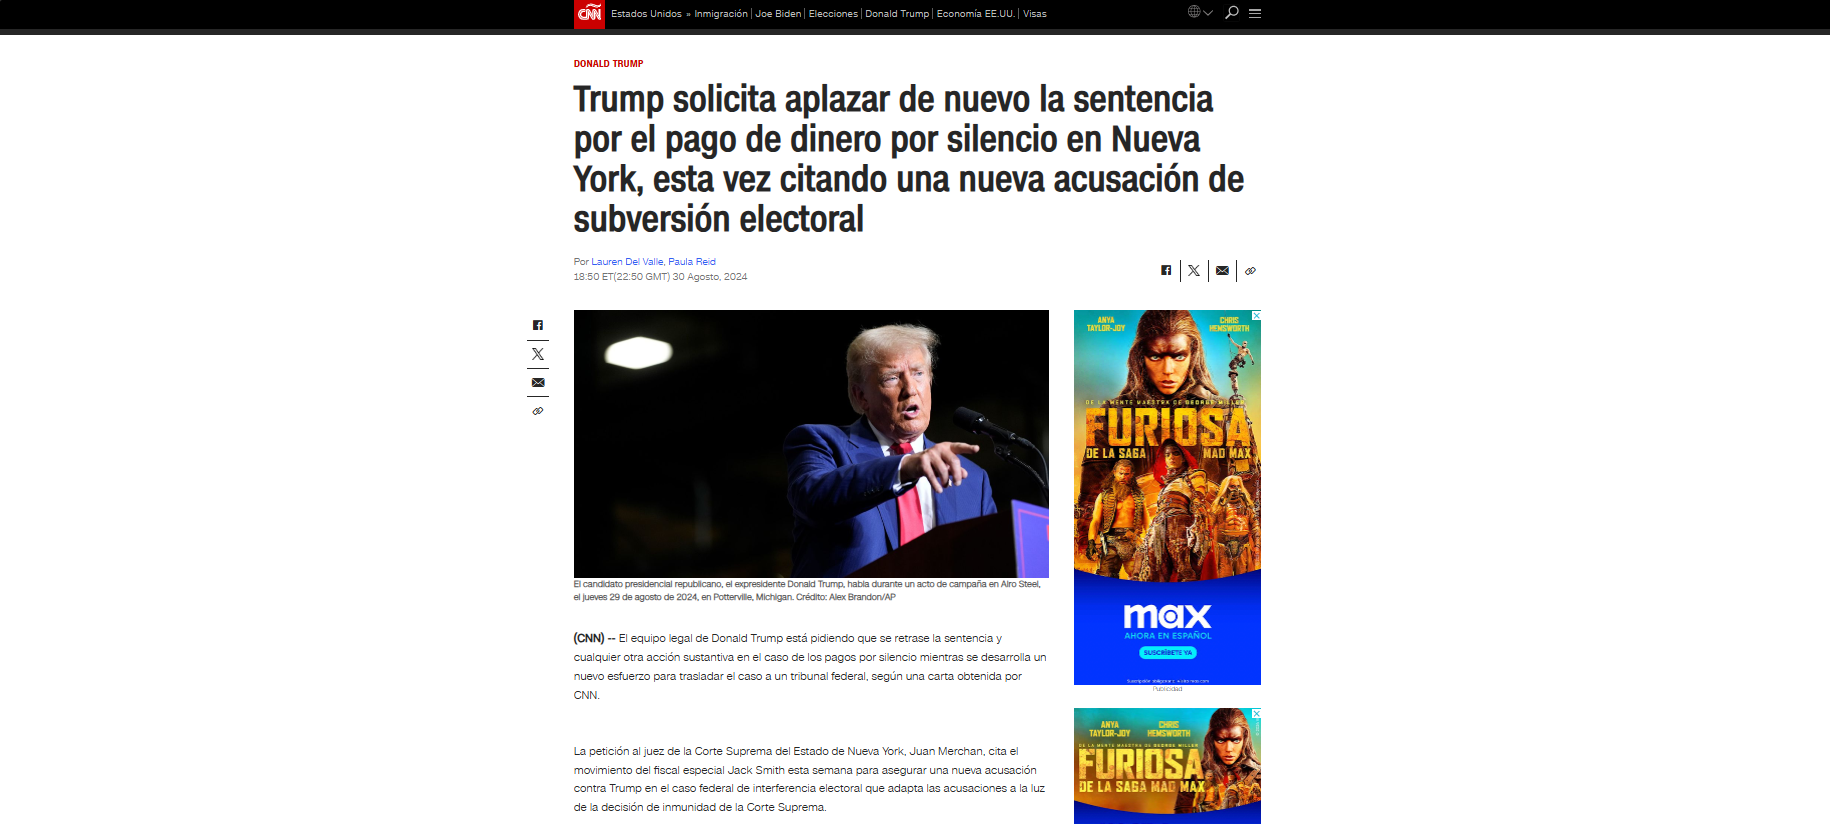 CNN
Estados Unidos » Inmigración | Joe Biden | Elecciones | Donald Trump | Economía EE.UU. | Visas
DONALD TRUMP
Trump solicita aplazar de nuevo la sentencia
por el pago de dinero por silencio en Nueva
York, esta vez citando una nueva acusación de
subversión electoral
Por Lauren Del Valle, Paula Reid
18:50 ET(22:50 GMT) 30 Agosto, 2024
El candidato presidencial republicano, el expresidente Donald Trump, habla durante un acto de campaña en Alro Steel,
el jueves 29 de agosto de 2024, en Potterville, Michigan. Crédito: Alex Brandon/AP
(CNN) -- El equipo legal de Donald Trump está pidiendo que se retrase la sentencia y
cualquier otra acción sustantiva en el caso de los pagos por silencio mientras se desarrolla un
nuevo esfuerzo para trasladar el caso a un tribunal federal, según una carta obtenida por
CNN.
La petición al juez de la Corte Suprema del Estado de Nueva York, Juan Merchan, cita el
movimiento del fiscal especial Jack Smith esta semana para asegurar una nueva acusación
contra Trump en el caso federal de interferencia electoral que adapta las acusaciones a la luz
de la decisión de inmunidad de la Corte Suprema.
ANYA TAYLOR-JOY
CHRIS HEMSWORTH
DE LA MENTE MAESTRA DE GEORGE MILLER
FURIOSA
DE LA SAGA MAD MAX
max
AHORA EN ESPAÑOL
SUSCRÍBETE YA
Publicidad
ANYA TAYLOR-JOY
CHRIS HEMSWORTH
DE LA MENTE MAESTRA DE GEORGE MILLER
FURIOSA
DE LA SAGA MAD MAX